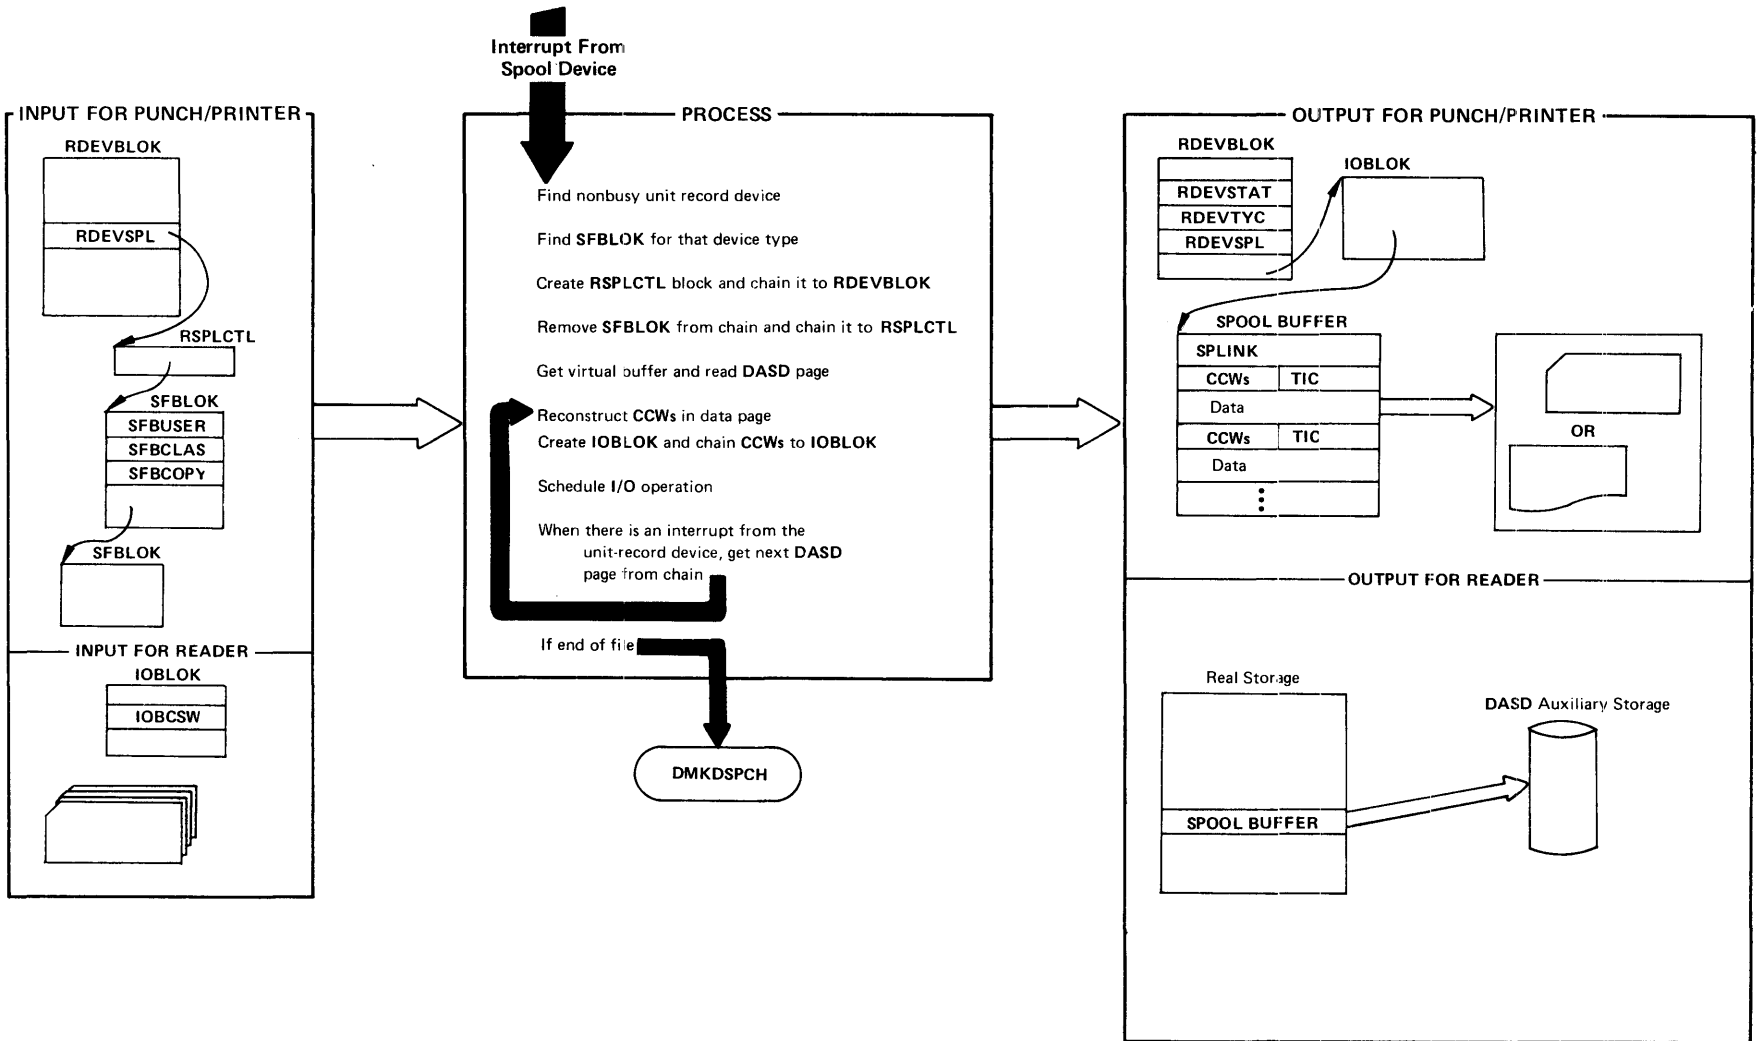 Interrupt From
Spool Device
INPUT FOR PUNCH/PRINTER
RDEVBLOK
RDEVSPL
RSPLCTL
SFBLOK
SFBUSER
SFBCLAS
SFBCOPY
SFBLOK
INPUT FOR READER
IOBLOK
IOBCSW
PROCESS
Find nonbusy unit record device
Find SFBLOK for that device type
Create RSPLCTL block and chain it to RDEVBLOK
Remove SFBLOK from chain and chain it to RSPLCTL
Get virtual buffer and read DASD page
Reconstruct CCWs in data page
Create IOBLOK and chain CCWs to IOBLOK
Schedule I/O operation
When there is an interrupt from the
unit-record device, get next DASD
page from chain
If end of file
DMKDSPCH
OUTPUT FOR PUNCH/PRINTER
RDEVBLOK
IOBLOK
RDEVSTAT
RDEVTYC
RDEVSPL
SPOOL BUFFER
SPLINK
CCWs TIC
Data
CCWs TIC
Data
OR
OUTPUT FOR READER
Real Storage
SPOOL BUFFER
DASD Auxiliary Storage